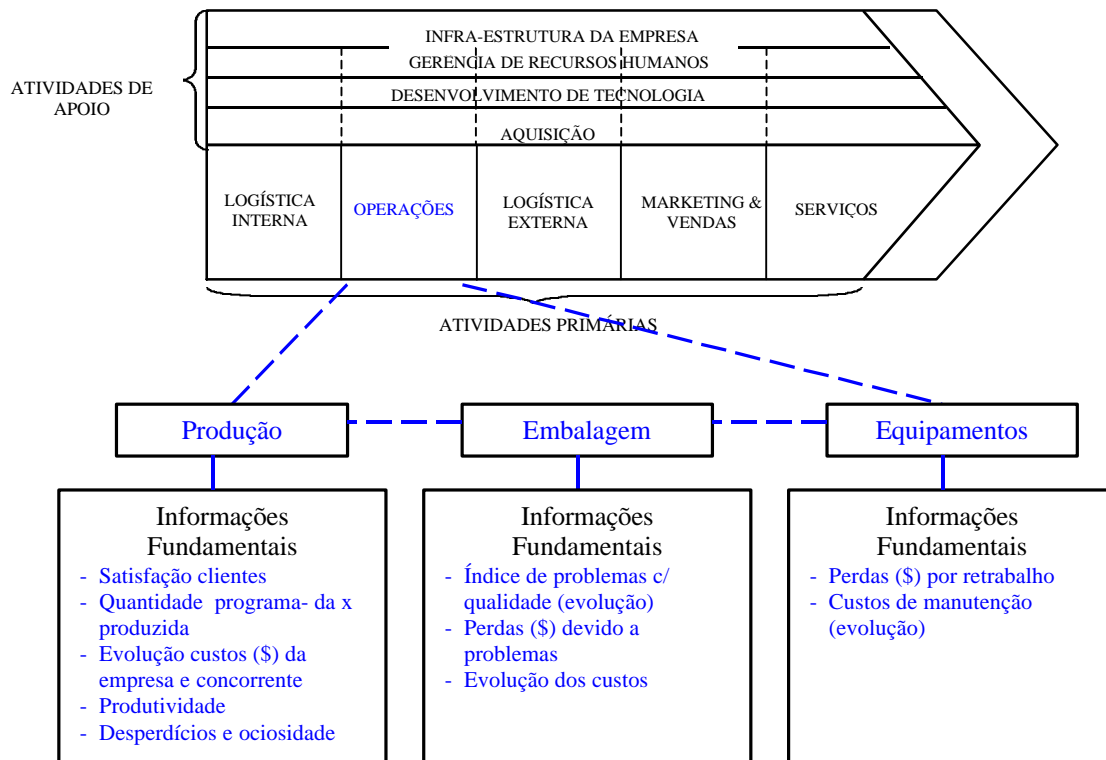 INFRA-ESTRUTURA DA EMPRESA
GERENCIA DE RECURSOS HUMANOS
ATIVIDADES DE
APOIO
DESENVOLVIMENTO DE TECNOLOGIA
AQUISIÇÃO
LOGÍSTICA
INTERNA
OPERAÇÕES
LOGÍSTICA
EXTERNA
MARKETING &
VENDAS
SERVIÇOS
ATIVIDADES PRIMÁRIAS
Produção
Embalagem
Equipamentos
Informações
Fundamentais
- Satisfação clientes
- Quantidade programa- da x
produzida
- Evolução custos ($) da
empresa e concorrente
- Produtividade
- Desperdícios e ociosidade
Informações
Fundamentais
- Índice de problemas c/
qualidade (evolução)
- Perdas ($) devido a
problemas
- Evolução dos custos
Informações
Fundamentais
- Perdas ($) por retrabalho
- Custos de manutenção
(evolução)